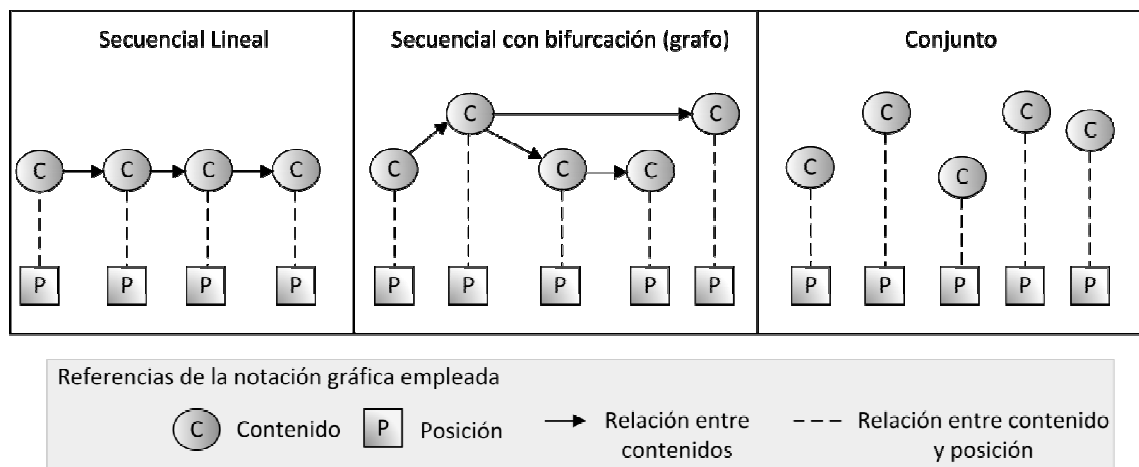 Secuencial Lineal
Secuencial con bifurcación (grafo)
Conjunto
C C C C
C C C C C
C C C C C
P P P P
P P P P P
P P P P P
Referencias de la notación gráfica empleada
C Contenido
P Posición
Relación entre
contenidos
Relación entre contenido
y posición